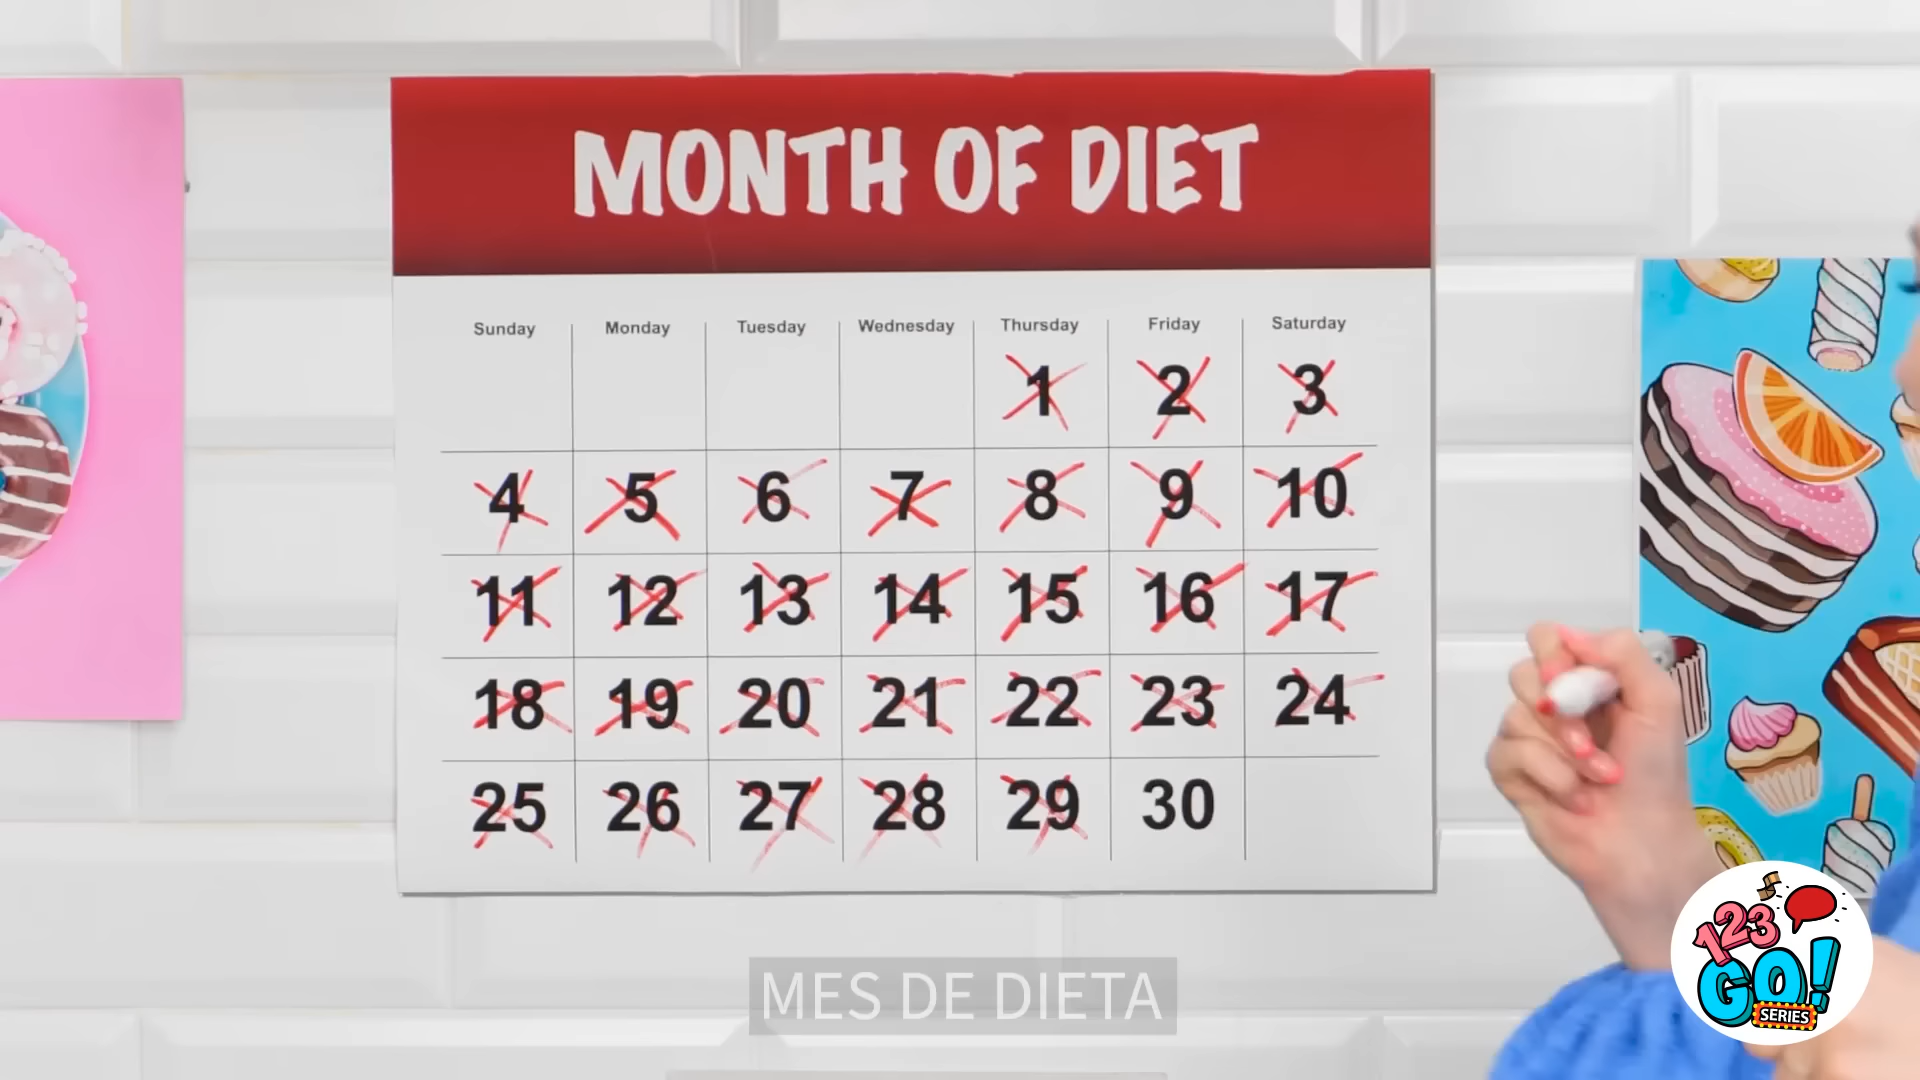 MONTH OF DIET
Sunday Monday Tuesday Wednesday Thursday Friday Saturday
1 2 3
4 5 6 7 8 9 10
11 12 13 14 15 16 17
18 19 20 21 22 23 24
25 26 27 28 29 30
MES DE DIETA
123
GO!
SERIES